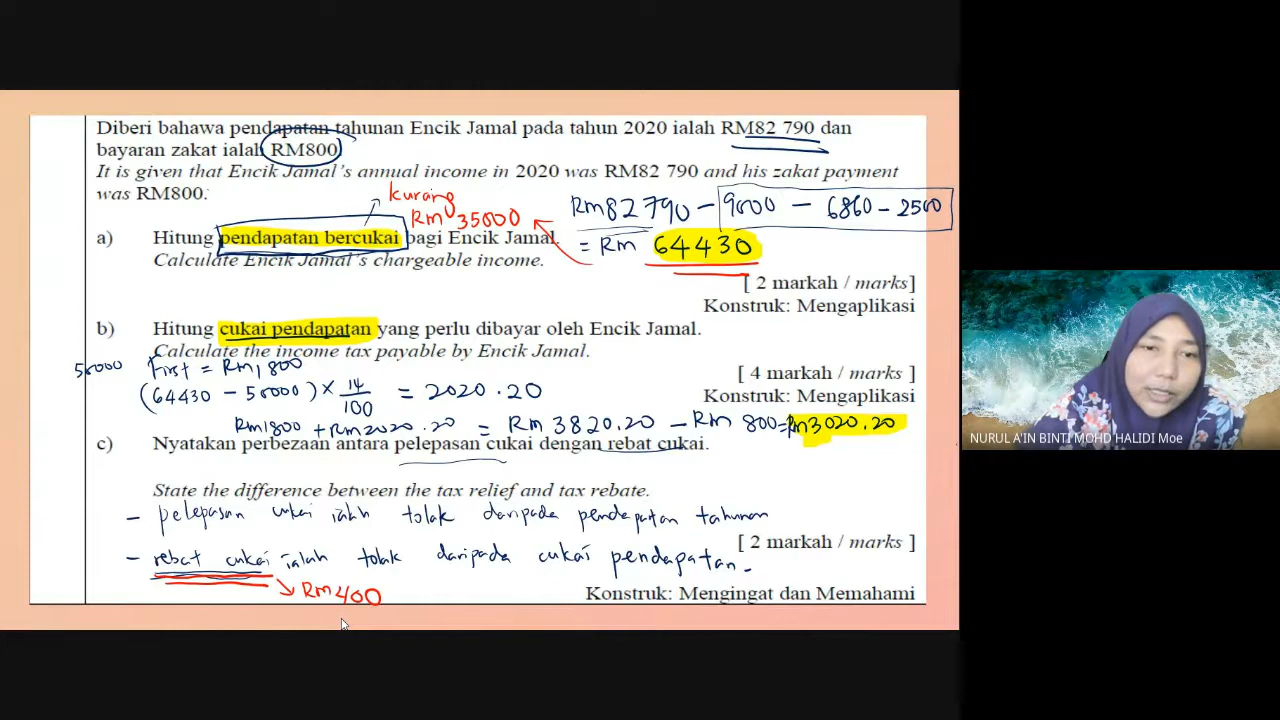 Diberi bahawa pendapatan tahunan Encik Jamal pada tahun 2020 ialah RM82 790 dan
bayaran zakat ialah RM800
It is given that Encik Jamal's annual income in 2020 was RM82 790 and his zakat payment
was RM800.
kurang
RM 35000
RM82790 - 9000 - 6860 - 2500
a) Hitung pendapatan bercukai bagi Encik Jamal.
= RM 64430
Calculate Encik Jamal's chargeable income.
[ 2 markah / marks]
Konstruk: Mengaplikasi
b) Hitung cukai pendapatan yang perlu dibayar oleh Encik Jamal.
Calculate the income tax payable by Encik Jamal.
50000 First = RM1800
[ 4 markah / marks]
(64430 - 50000) × 14/100 = 2020.20
Konstruk: Mengaplikasi
RM1800 + RM2020.20 = RM 3820.20 - RM 800 = RM3020.20
c) Nyatakan perbezaan antara pelepasan cukai dengan rebat cukai.
NURUL A'IN BINTI MOHD HALIDI Moe
State the difference between the tax relief and tax rebate.
- pelepasan cukai ialah tolak daripada pendapatan tahunan
[ 2 markah / marks ]
- rebat cukai ialah tolak daripada cukai pendapatan.
RM400
Konstruk: Mengingat dan Memahami